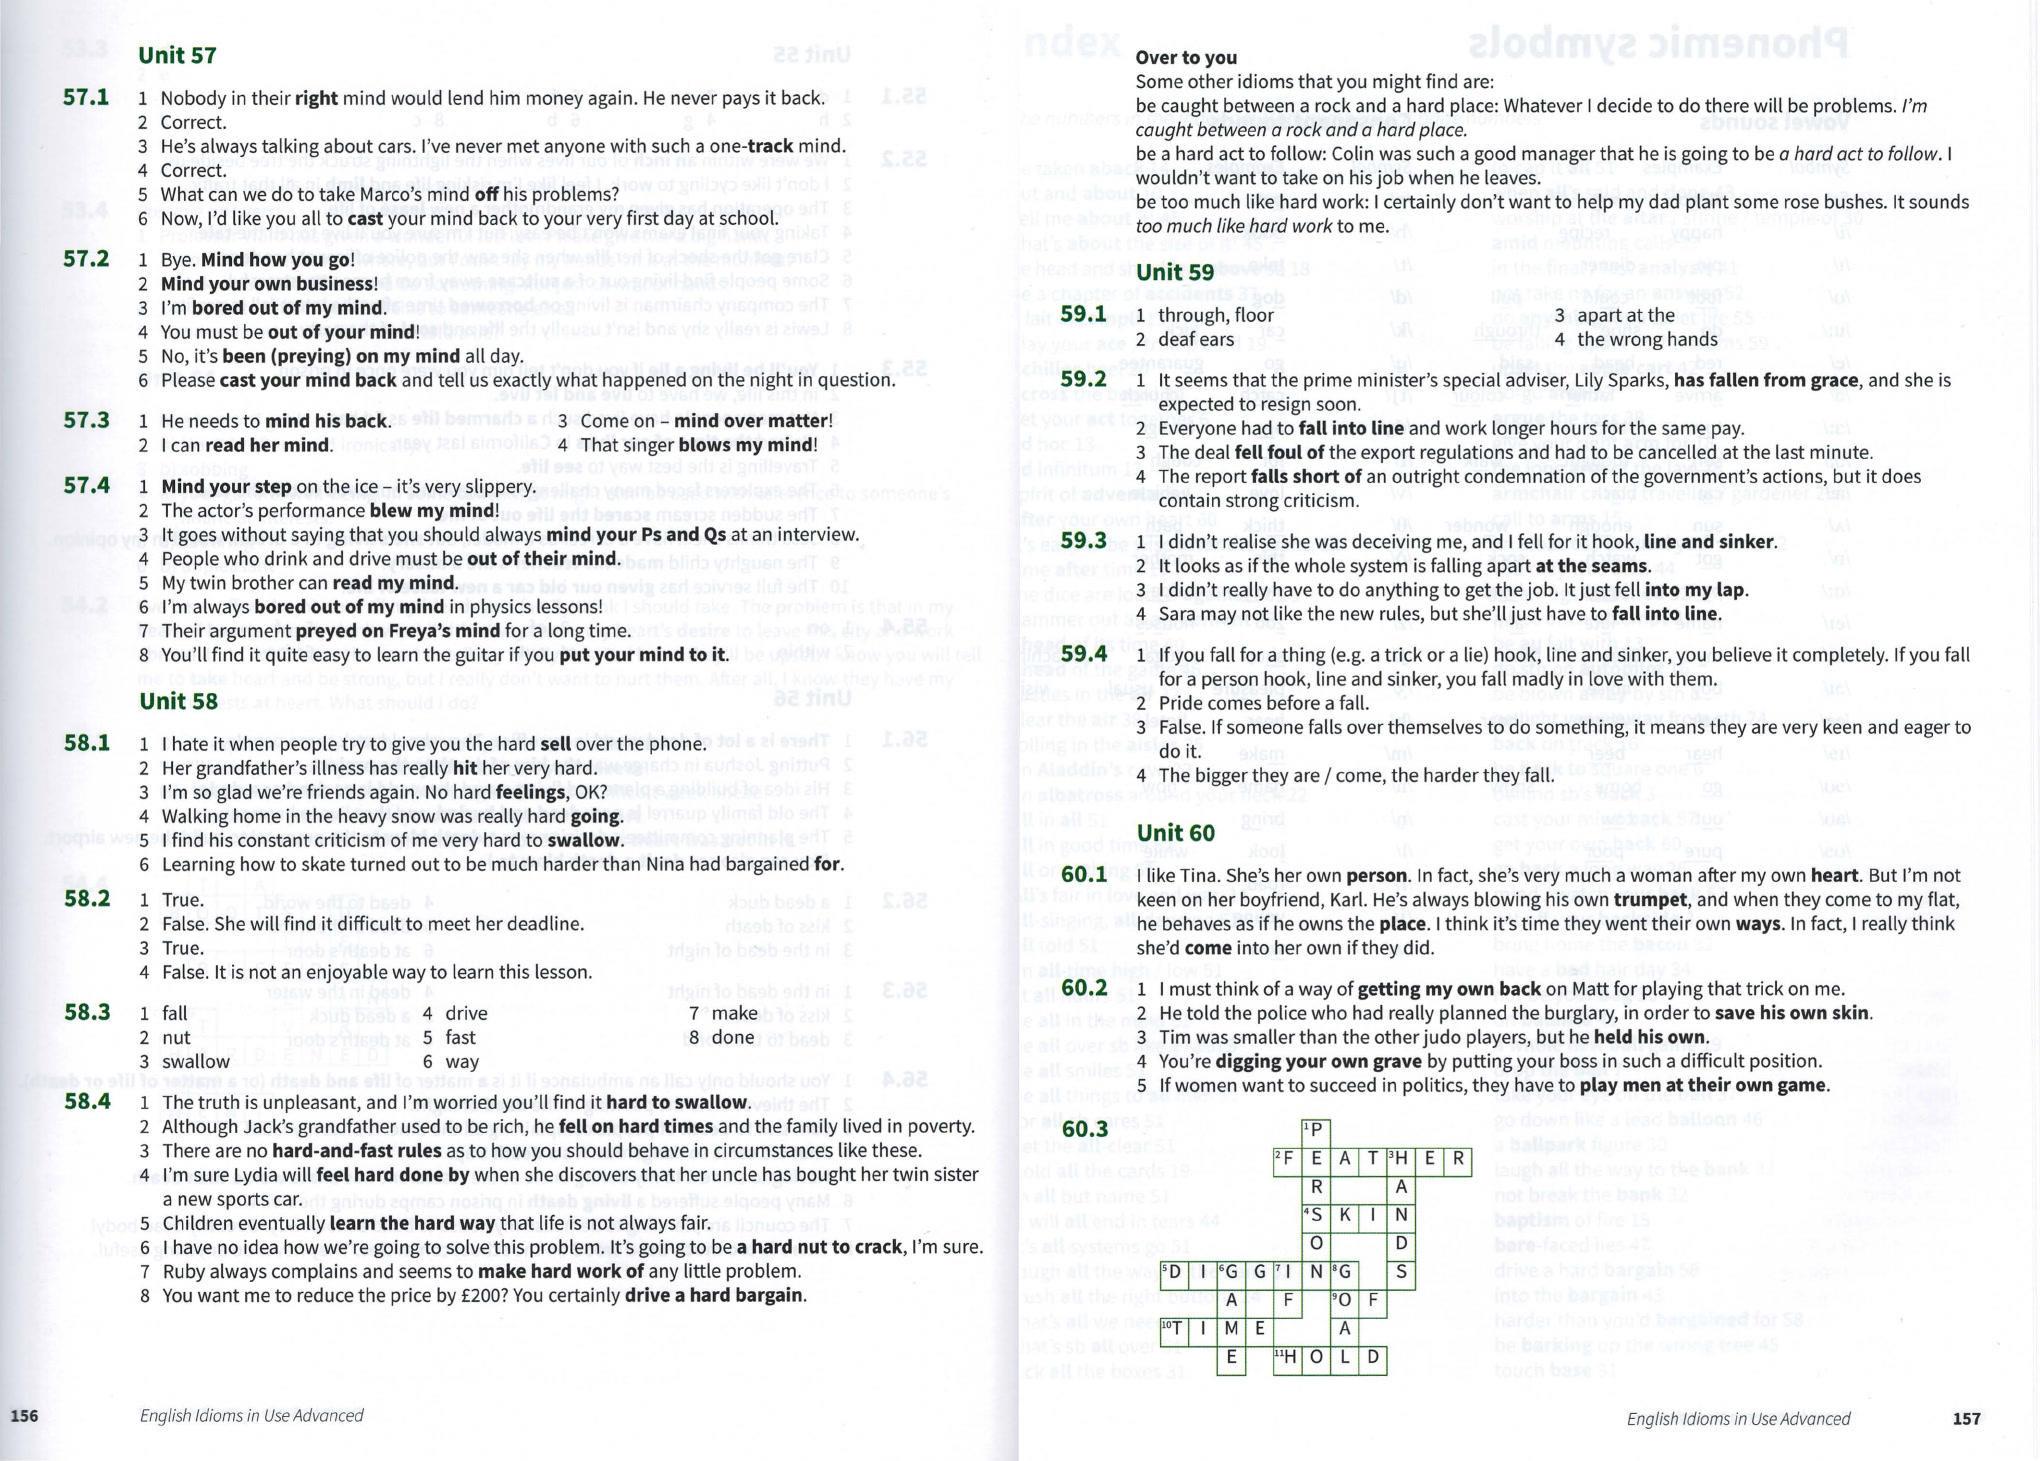 Unit 57
57.1
1 Nobody in their right mind would lend him money again. He never pays it back.
2 Correct.
3 He's always talking about cars. I've never met anyone with such a one-track mind.
4 Correct.
5 What can we do to take Marco's mind off his problems?
6 Now, I'd like you all to cast your mind back to your very first day at school.
57.2
1 Bye. Mind how you go!
2 Mind your own business!
3 I'm bored out of my mind.
4 You must be out of your mind!
5 No, it's been (preying) on my mind all day.
6 Please cast your mind back and tell us exactly what happened on the night in question.
57.3
1 He needs to mind his back.
2 I can read her mind.
3 Come on – mind over matter!
4 That singer blows my mind!
57.4
1 Mind your step on the ice – it's very slippery.
2 The actor's performance blew my mind!
3 It goes without saying that you should always mind your Ps and Qs at an interview.
4 People who drink and drive must be out of their mind.
5 My twin brother can read my mind.
6 I'm always bored out of my mind in physics lessons!
7 Their argument preyed on Freya's mind for a long time.
8 You'll find it quite easy to learn the guitar if you put your mind to it.
Unit 58
58.1
1 I hate it when people try to give you the hard sell over the phone.
2 Her grandfather's illness has really hit her very hard.
3 I'm so glad we're friends again. No hard feelings, OK?
4 Walking home in the heavy snow was really hard going.
5 I find his constant criticism of me very hard to swallow.
6 Learning how to skate turned out to be much harder than Nina had bargained for.
58.2
1 True.
2 False. She will find it difficult to meet her deadline.
3 True.
4 False. It is not an enjoyable way to learn this lesson.
58.3
1 fall
2 nut
3 swallow
4 drive
5 fast
6 way
7 make
8 done
58.4
1 The truth is unpleasant, and I'm worried you'll find it hard to swallow.
2 Although Jack's grandfather used to be rich, he fell on hard times and the family lived in poverty.
3 There are no hard-and-fast rules as to how you should behave in circumstances like these.
4 I'm sure Lydia will feel hard done by when she discovers that her uncle has bought her twin sister
a new sports car.
5 Children eventually learn the hard way that life is not always fair.
6 I have no idea how we're going to solve this problem. It's going to be a hard nut to crack, I'm sure.
7 Ruby always complains and seems to make hard work of any little problem.
8 You want me to reduce the price by £200? You certainly drive a hard bargain.
156
English Idioms in Use Advanced
Over to you
Some other idioms that you might find are:
be caught between a rock and a hard place: Whatever I decide to do there will be problems. I'm
caught between a rock and a hard place.
be a hard act to follow: Colin was such a good manager that he is going to be a hard act to follow. I
wouldn't want to take on his job when he leaves.
be too much like hard work: I certainly don't want to help my dad plant some rose bushes. It sounds
too much like hard work to me.
Unit 59
59.1
1 through, floor
2 deaf ears
3 apart at the
4 the wrong hands
59.2
1 It seems that the prime minister's special adviser, Lily Sparks, has fallen from grace, and she is
expected to resign soon.
2 Everyone had to fall into line and work longer hours for the same pay.
3 The deal fell foul of the export regulations and had to be cancelled at the last minute.
4 The report falls short of an outright condemnation of the government's actions, but it does
contain strong criticism.
59.3
1 I didn't realise she was deceiving me, and I fell for it hook, line and sinker.
2 It looks as if the whole system is falling apart at the seams.
3 I didn't really have to do anything to get the job. It just fell into my lap.
4 Sara may not like the new rules, but she'll just have to fall into line.
59.4
1 If you fall for a thing (e.g. a trick or a lie) hook, line and sinker, you believe it completely. If you fall
for a person hook, line and sinker, you fall madly in love with them.
2 Pride comes before a fall.
3 False. If someone falls over themselves to do something, it means they are very keen and eager to
do it.
4 The bigger they are / come, the harder they fall.
Unit 60
60.1
I like Tina. She's her own person. In fact, she's very much a woman after my own heart. But I'm not
keen on her boyfriend, Karl. He's always blowing his own trumpet, and when they come to my flat,
he behaves as if he owns the place. I think it's time they went their own ways. In fact, I really think
she'd come into her own if they did.
60.2
1 I must think of a way of getting my own back on Matt for playing that trick on me.
2 He told the police who had really planned the burglary, in order to save his own skin.
3 Tim was smaller than the other judo players, but he held his own.
4 You're digging your own grave by putting your boss in such a difficult position.
5 If women want to succeed in politics, they have to play men at their own game.
60.3
1P
2F E A T 3H E R
R A
4S K I N
O D
5D I 6G G 7I N 8G S
A F 9O F
10T I M E A
E 11H O L D
English Idioms in Use Advanced
157